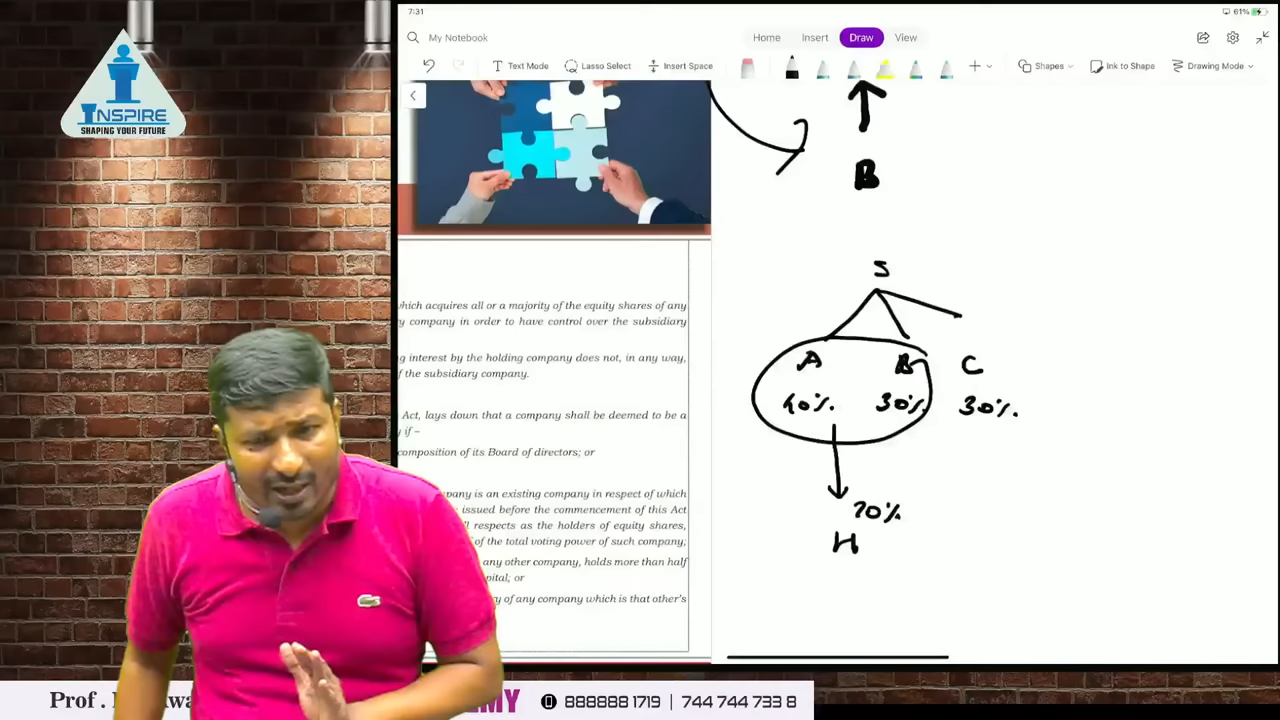 7:31
61%
My Notebook
Home Insert Draw View
Text Mode Lasso Select Insert Space Shapes Ink to Shape Drawing Mode
INSPIRE
SHAPING YOUR FUTURE
B
which acquires all or a majority of the equity shares of any
company in order to have control over the subsidiary
interest by the holding company does not, in any way,
of the subsidiary company.
Act, lays down that a company shall be deemed to be a
if –
composition of its Board of directors; or
company is an existing company in respect of which
issued before the commencement of this Act
respects as the holders of equity shares,
of the total voting power of such company;
any other company, holds more than half
or
of any company which is that other's
S
A B C
40% 30% 30%.
70%
H
Prof .
888888 1719 | 744 744 733 8